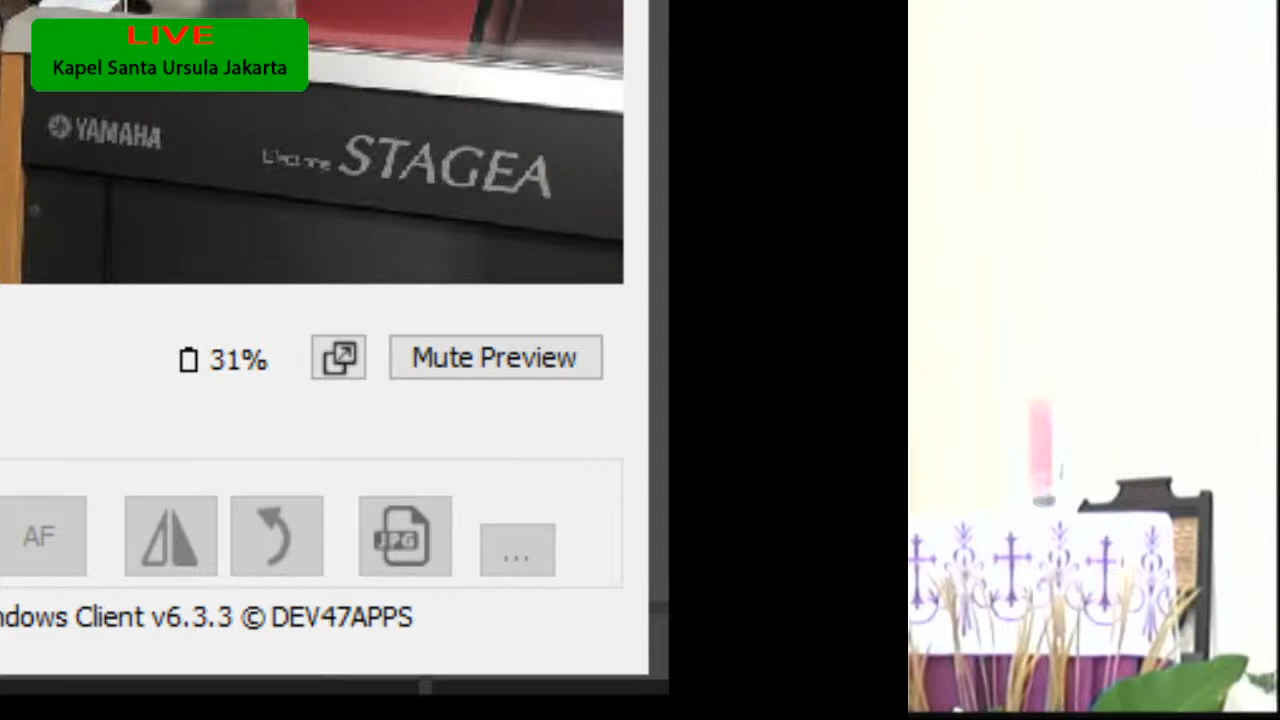 LIVE
Kapel Santa Ursula Jakarta
YAMAHA
STAGEA
31%
Mute Preview
AF
JPG
...
ndows Client v6.3.3 © DEV47APPS